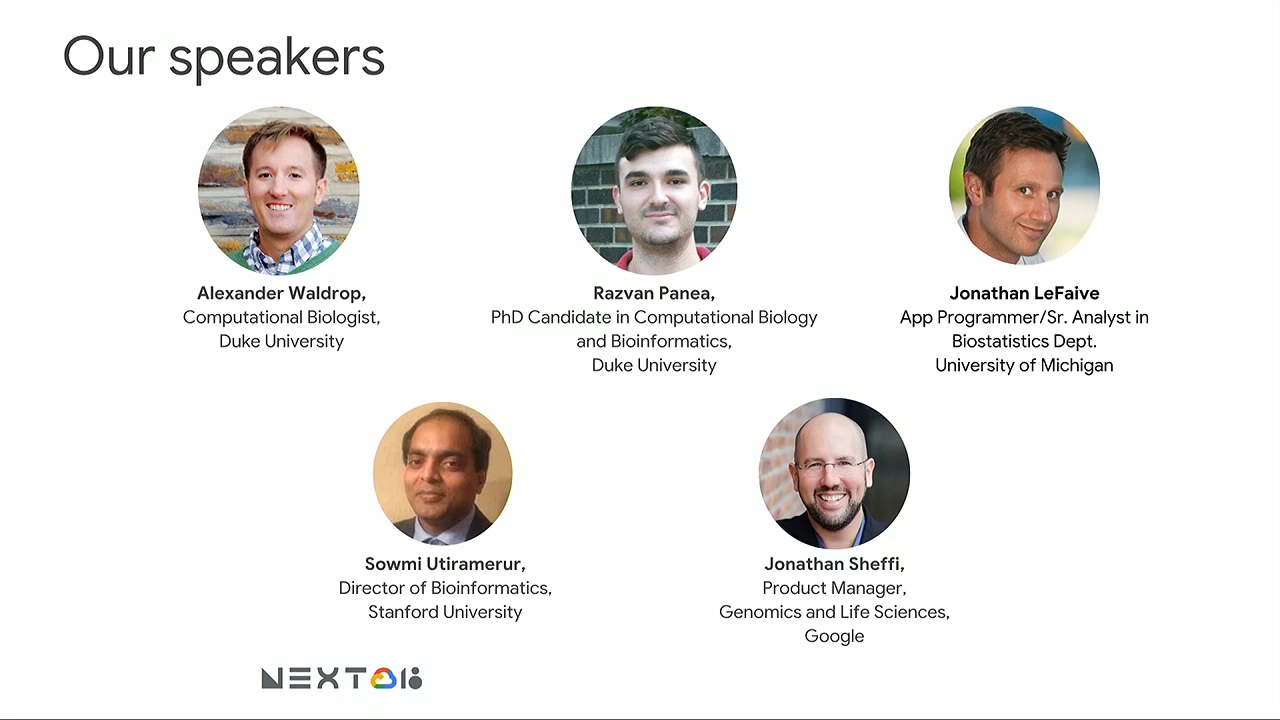 Our speakers
Alexander Waldrop,
Computational Biologist,
Duke University
Razvan Panea,
PhD Candidate in Computational Biology
and Bioinformatics,
Duke University
Jonathan LeFaive
App Programmer/Sr. Analyst in
Biostatistics Dept.
University of Michigan
Sowmi Utiramerur,
Director of Bioinformatics,
Stanford University
Jonathan Sheffi,
Product Manager,
Genomics and Life Sciences,
Google
NEXT 18